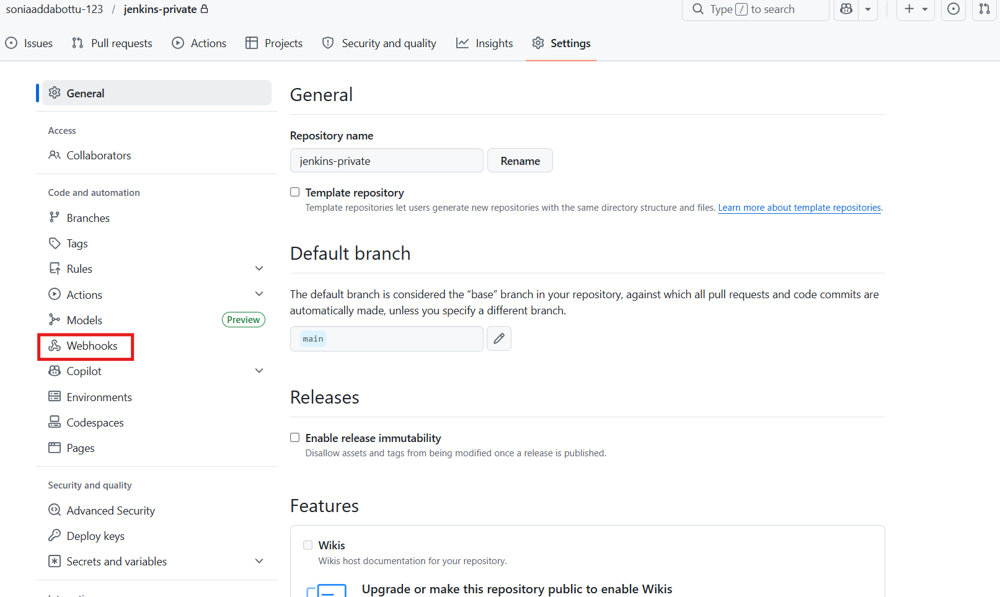 soniaaddabottu-123 / jenkins-private
Type / to search
Issues
Pull requests
Actions
Projects
Security and quality
Insights
Settings
General
Access
Collaborators
Code and automation
Branches
Tags
Rules
Actions
Models Preview
Webhooks
Copilot
Environments
Codespaces
Pages
Security and quality
Advanced Security
Deploy keys
Secrets and variables
General
Repository name
jenkins-private
Rename
Template repository
Template repositories let users generate new repositories with the same directory structure and files. Learn more about template repositories.
Default branch
The default branch is considered the “base” branch in your repository, against which all pull requests and code commits are
automatically made, unless you specify a different branch.
main
Releases
Enable release immutability
Disallow assets and tags from being modified once a release is published.
Features
Wikis
Wikis host documentation for your repository.
Upgrade or make this repository public to enable Wikis